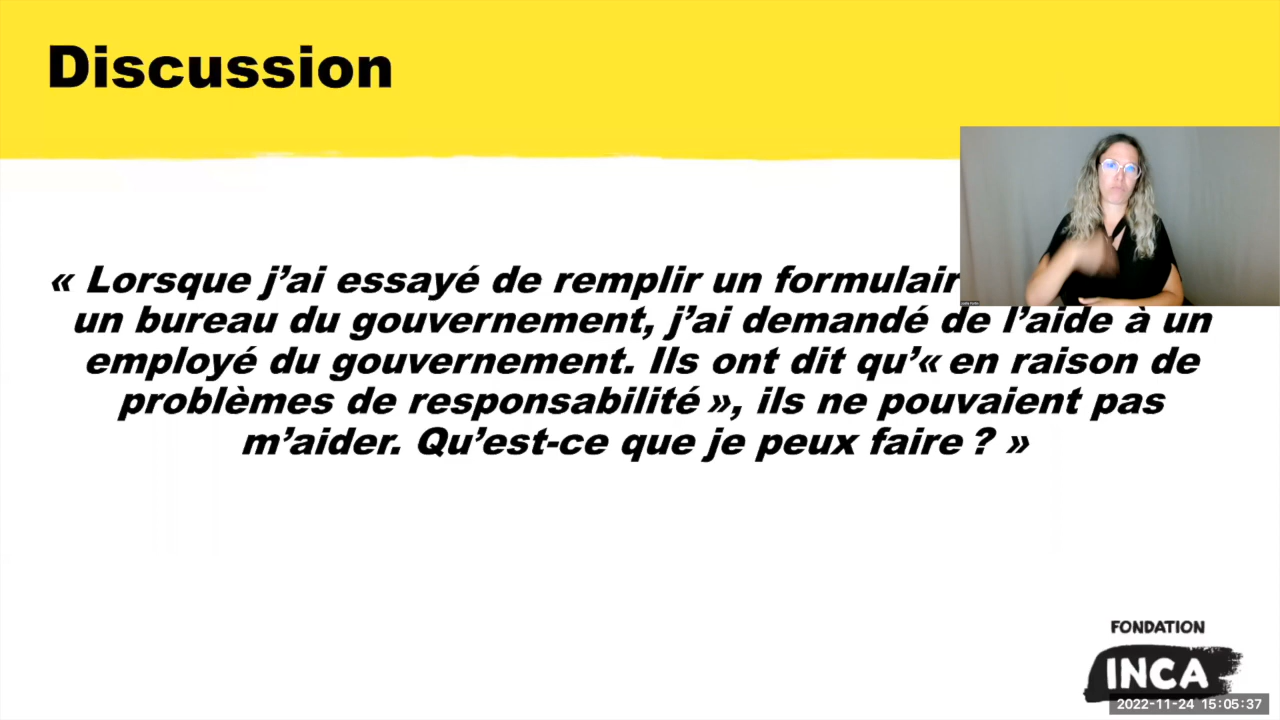 Discussion
« Lorsque j’ai essayé de remplir un
un bureau du gouvernement, j’ai demandé de l’aide à un
employé du gouvernement. Ils ont dit qu’« en raison de
problèmes de responsabilité », ils ne pouvaient pas
m’aider. Qu’est-ce que je peux faire ? »
FONDATION
INCA
2022-11-24 15:05:37